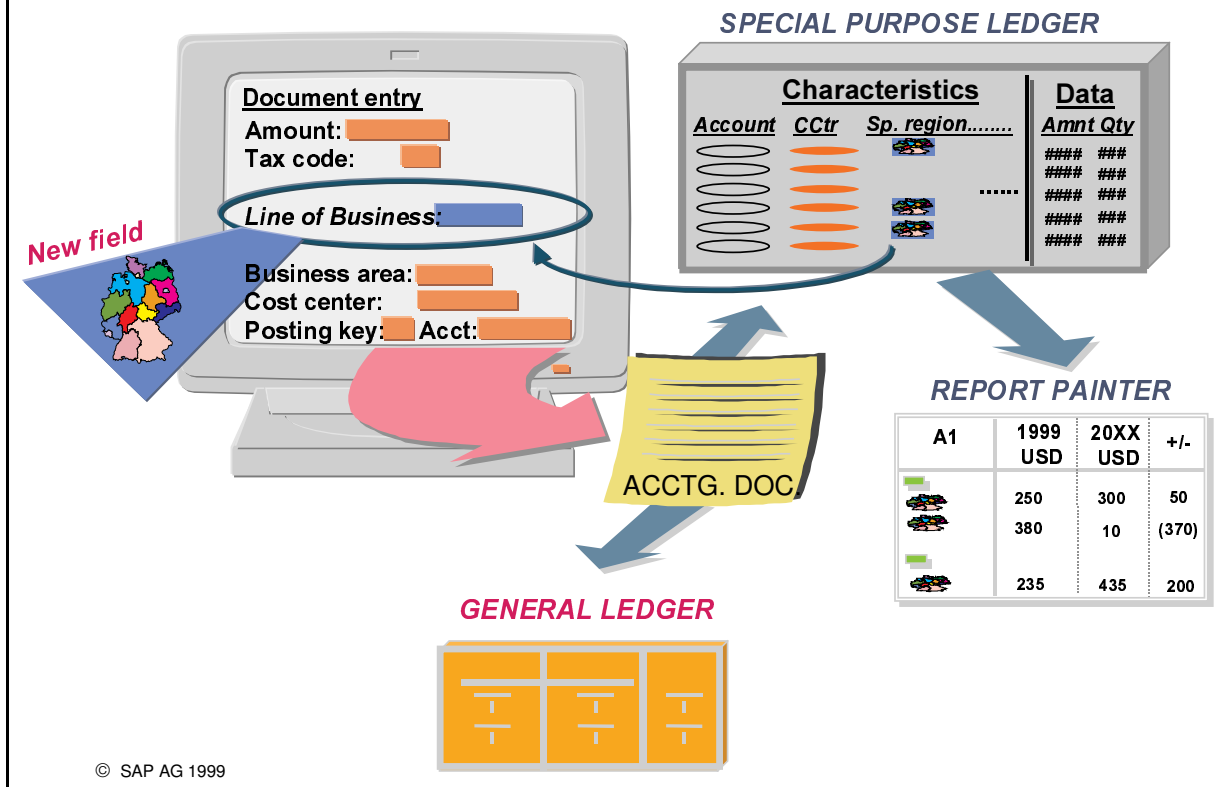 SPECIAL PURPOSE LEDGER
Document entry
Amount:
Tax code:
Line of Business:
New field
Business area:
Cost center:
Posting key: Acct:
Characteristics Data
Account CCtr Sp. region....... Amnt Qty
#### ###
#### ###
......
#### ###
#### ###
#### ###
ACCTG. DOC.
REPORT PAINTER
A1 1999 USD 20XX USD +/-
250 300 50
380 10 (370)
235 435 200
GENERAL LEDGER
© SAP AG 1999